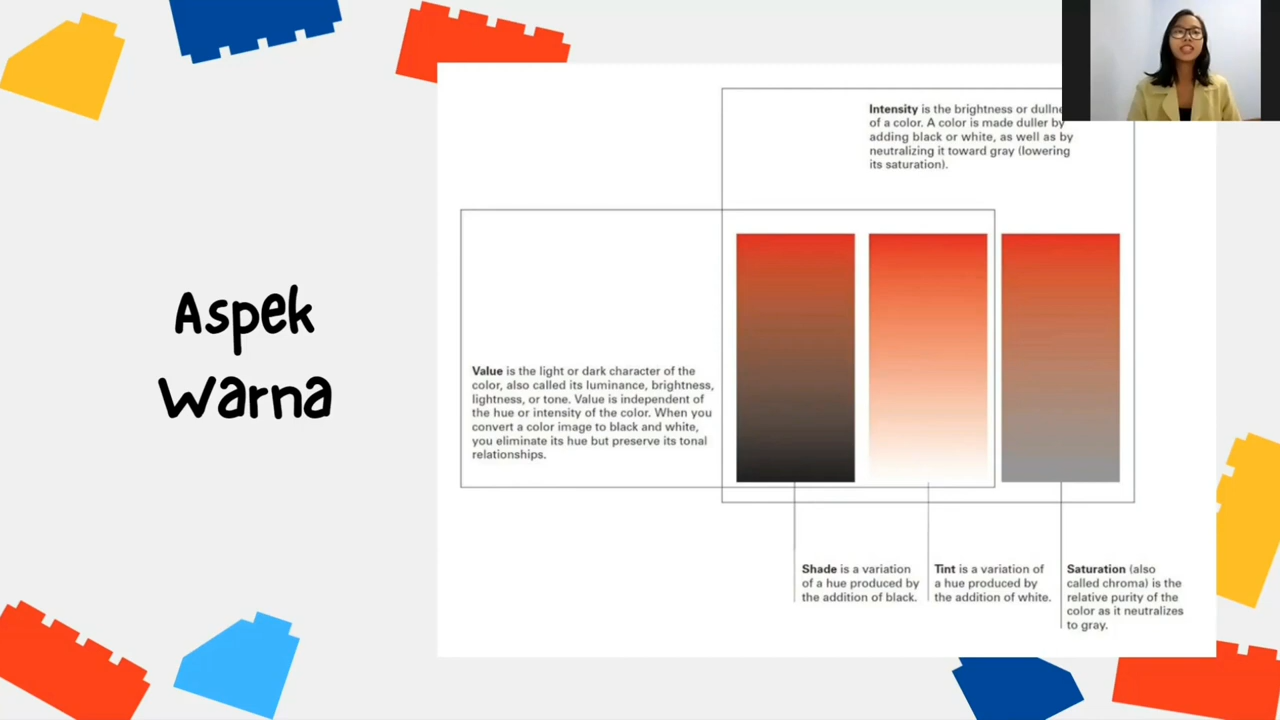 Aspek
Warna
Intensity is the brightness or
of a color. A color is made duller by
adding black or white, as well as by
neutralizing it toward gray (lowering
its saturation).
Value is the light or dark character of the
color, also called its luminance, brightness,
lightness, or tone. Value is independent of
the hue or intensity of the color. When you
convert a color image to black and white,
you eliminate its hue but preserve its tonal
relationships.
Shade is a variation
of a hue produced by
the addition of black.
Tint is a variation of
a hue produced by
the addition of white.
Saturation (also
called chroma) is the
relative purity of the
color as it neutralizes
to gray.